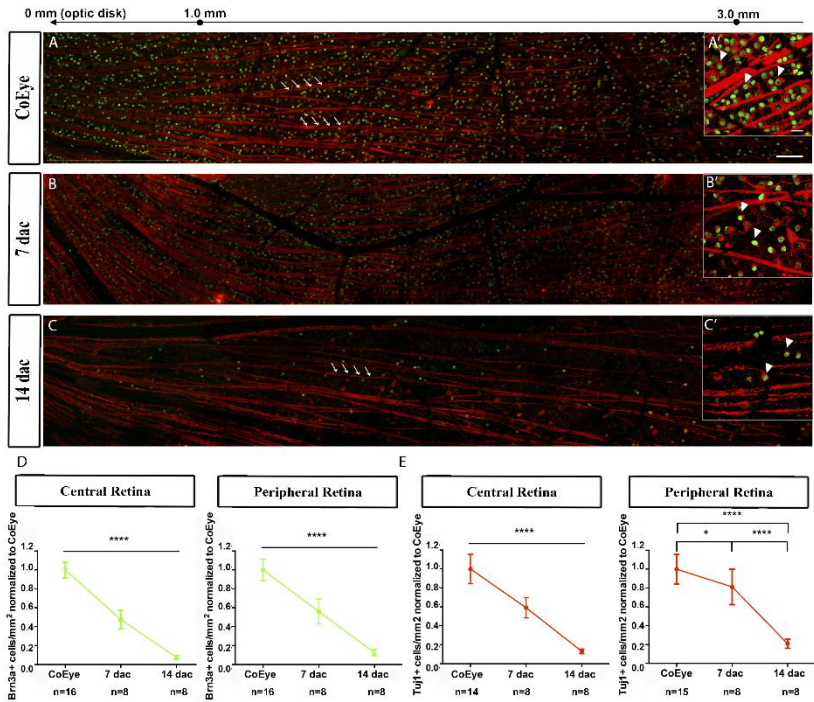 0 mm (optic disk) 1.0 mm 3.0 mm
CoEye
A
A'
7 dac
B
B'
14 dac
C
C'
D
E
Central Retina
Peripheral Retina
Central Retina
Peripheral Retina
Brn3a+ cells/mm² normalized to CoEye
1.2
1.0
0.8
0.6
0.4
0.2
0.0
****
CoEye 7 dac 14 dac
n=16 n=8 n=8
Brn3a+ cells/mm² normalized to CoEye
1.2
1.0
0.8
0.6
0.4
0.2
0.0
****
CoEye 7 dac 14 dac
n=16 n=8 n=8
Tuj1+ cells/mm2 normalized to CoEye
1.2
1.0
0.8
0.6
0.4
0.2
0.0
****
CoEye 7 dac 14 dac
n=14 n=8 n=8
Tuj1+ cells/mm2 normalized to CoEye
1.2
1.0
0.8
0.6
0.4
0.2
0.0
****
* ****
CoEye 7 dac 14 dac
n=15 n=8 n=8